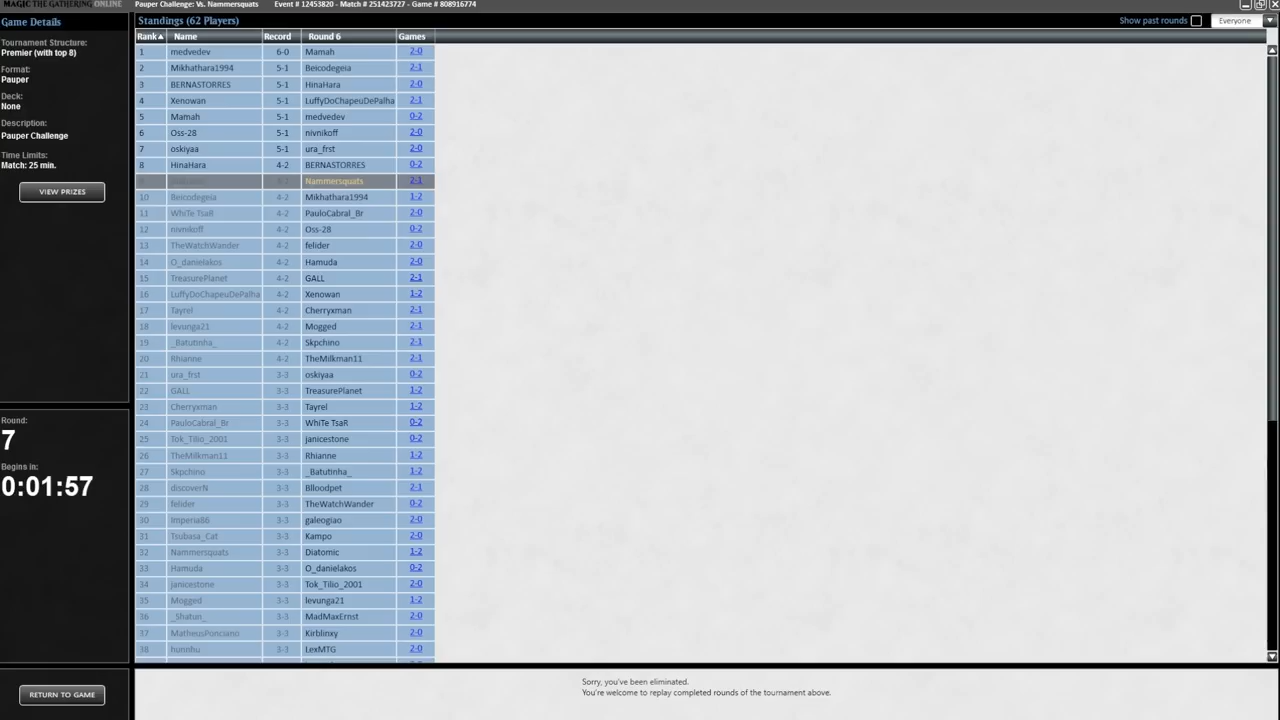 MAGIC THE GATHERING ONLINE
Pauper Challenge: Vs. Nammersquats Event # 12453820 - Match # 251423727 - Game # 808916774
Game Details
Standings (62 Players)
Show past rounds
Everyone
Tournament Structure:
Premier (with top 8)
Format:
Pauper
Deck:
None
Description:
Pauper Challenge
Time Limits:
Match: 25 min.
VIEW PRIZES
Round:
7
Begins in:
0:01:57
RETURN TO GAME
Rank Name Record Round 6 Games
1 medvedev 6-0 Mamah 2-0
2 Mikhathara1994 5-1 Beicodegeia 2-1
3 BERNASTORRES 5-1 HinaHara 2-0
4 Xenowan 5-1 LuffyDoChapeuDePalha 2-1
5 Mamah 5-1 medvedev 0-2
6 Oss-28 5-1 nivnikoff 2-0
7 oskiyaa 5-1 ura_frst 2-0
8 HinaHara 4-2 BERNASTORRES 0-2
Nammersquats 2-1
10 Beicodegeia 4-2 Mikhathara1994 1-2
11 WhiTe TsaR 4-2 PauloCabral_Br 2-0
12 nivnikoff 4-2 Oss-28 0-2
13 TheWatchWander 4-2 felider 2-0
14 O_danielakos 4-2 Hamuda 2-0
15 TreasurePlanet 4-2 GALL 2-1
16 LuffyDoChapeuDePalha 4-2 Xenowan 1-2
17 Tayrel 4-2 Cherryxman 2-1
18 levunga21 4-2 Mogged 2-1
19 _Batutinha_ 4-2 Skpchino 2-1
20 Rhianne 4-2 TheMilkman11 2-1
21 ura_frst 3-3 oskiyaa 0-2
22 GALL 3-3 TreasurePlanet 1-2
23 Cherryxman 3-3 Tayrel 1-2
24 PauloCabral_Br 3-3 WhiTe TsaR 0-2
25 Tok_Tilio_2001 3-3 janicestone 0-2
26 TheMilkman11 3-3 Rhianne 1-2
27 Skpchino 3-3 _Batutinha_ 1-2
28 discoverN 3-3 Blloodpet 2-1
29 felider 3-3 TheWatchWander 0-2
30 Imperia86 3-3 galeogiao 2-0
31 Tsubasa_Cat 3-3 Kampo 2-0
32 Nammersquats 3-3 Diatomic 1-2
33 Hamuda 3-3 O_danielakos 0-2
34 janicestone 3-3 Tok_Tilio_2001 2-0
35 Mogged 3-3 levunga21 1-2
36 _Shatun_ 3-3 MadMaxErnst 2-0
37 MatheusPonciano 3-3 Kirblinxy 2-0
38 hunnhu 3-3 LexMTG 2-0
Sorry, you've been eliminated.
You're welcome to replay completed rounds of the tournament above.